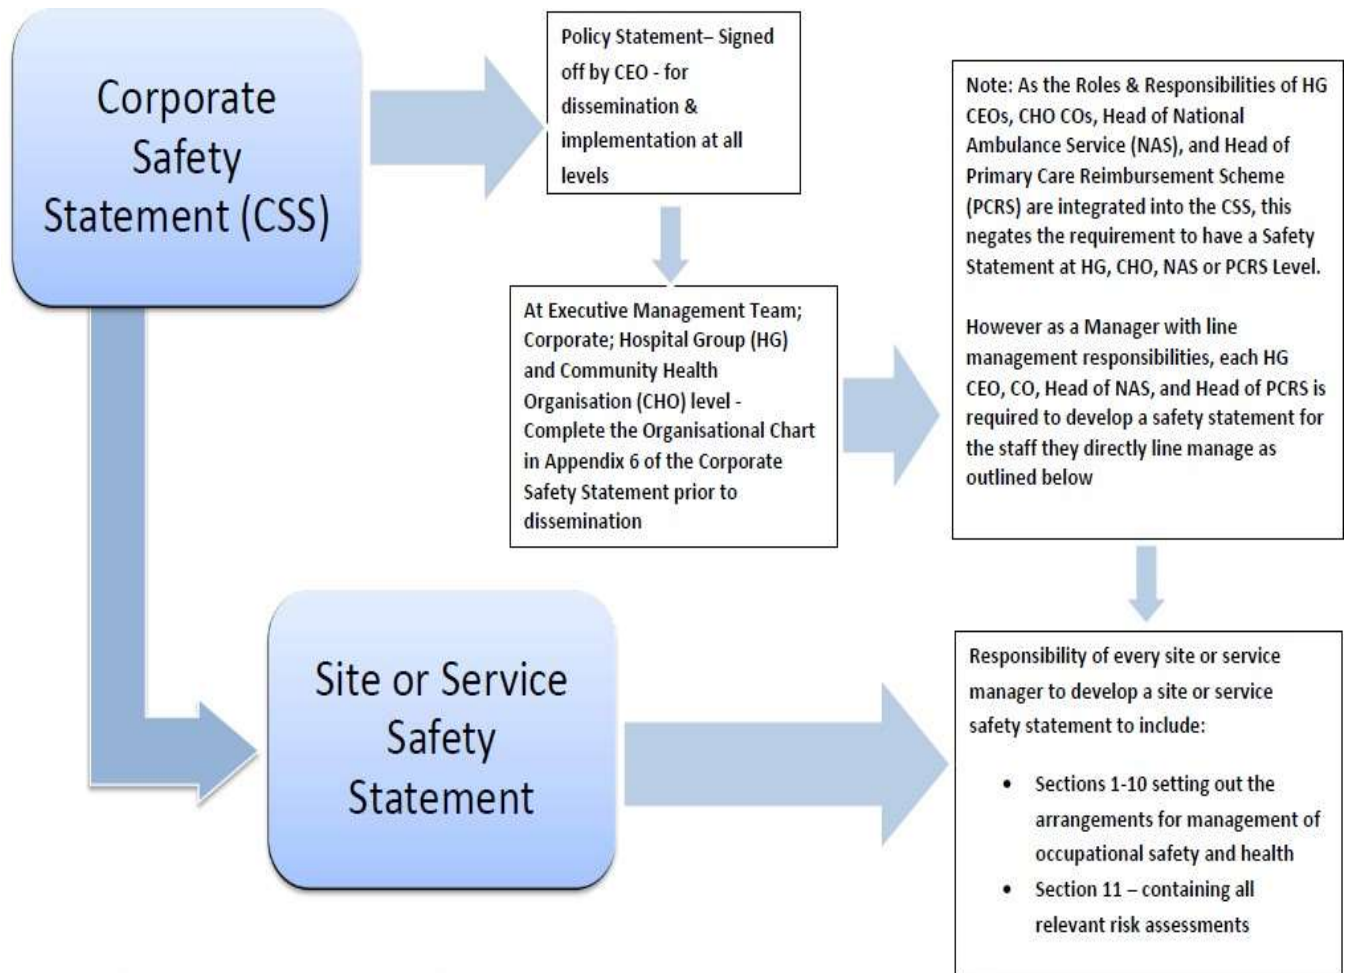 Corporate
Safety
Statement (CSS)
Policy Statement– Signed
off by CEO - for
dissemination &
implementation at all
levels
At Executive Management Team;
Corporate; Hospital Group (HG)
and Community Health
Organisation (CHO) level -
Complete the Organisational Chart
in Appendix 6 of the Corporate
Safety Statement prior to
dissemination
Note: As the Roles & Responsibilities of HG
CEOs, CHO COs, Head of National
Ambulance Service (NAS), and Head of
Primary Care Reimbursement Scheme
(PCRS) are integrated into the CSS, this
negates the requirement to have a Safety
Statement at HG, CHO, NAS or PCRS Level.
However as a Manager with line
management responsibilities, each HG
CEO, CO, Head of NAS, and Head of PCRS is
required to develop a safety statement for
the staff they directly line manage as
outlined below
Site or Service
Safety
Statement
Responsibility of every site or service
manager to develop a site or service
safety statement to include:
• Sections 1-10 setting out the
arrangements for management of
occupational safety and health
• Section 11 – containing all
relevant risk assessments